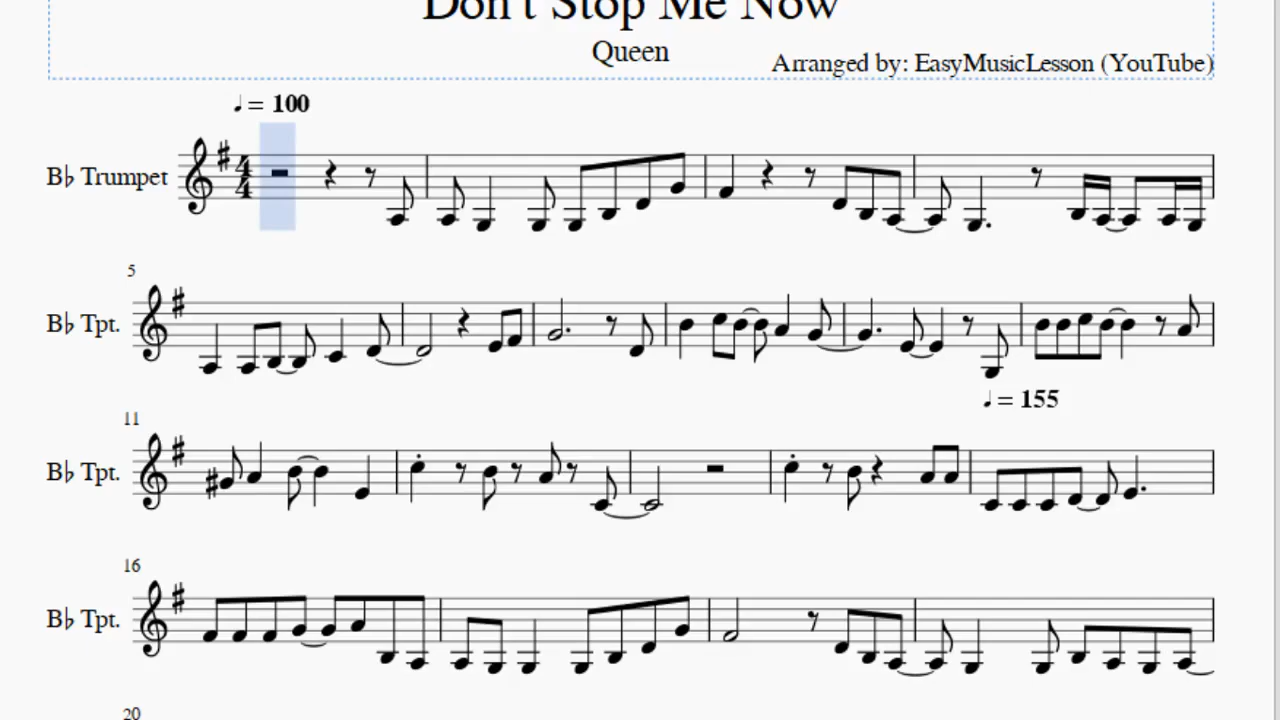 Don't Stop Me Now
Queen
Arranged by: EasyMusicLesson (YouTube)
♩ = 100
B♭ Trumpet
4
4
5
B♭ Tpt.
♩ = 155
11
B♭ Tpt.
16
B♭ Tpt.
20